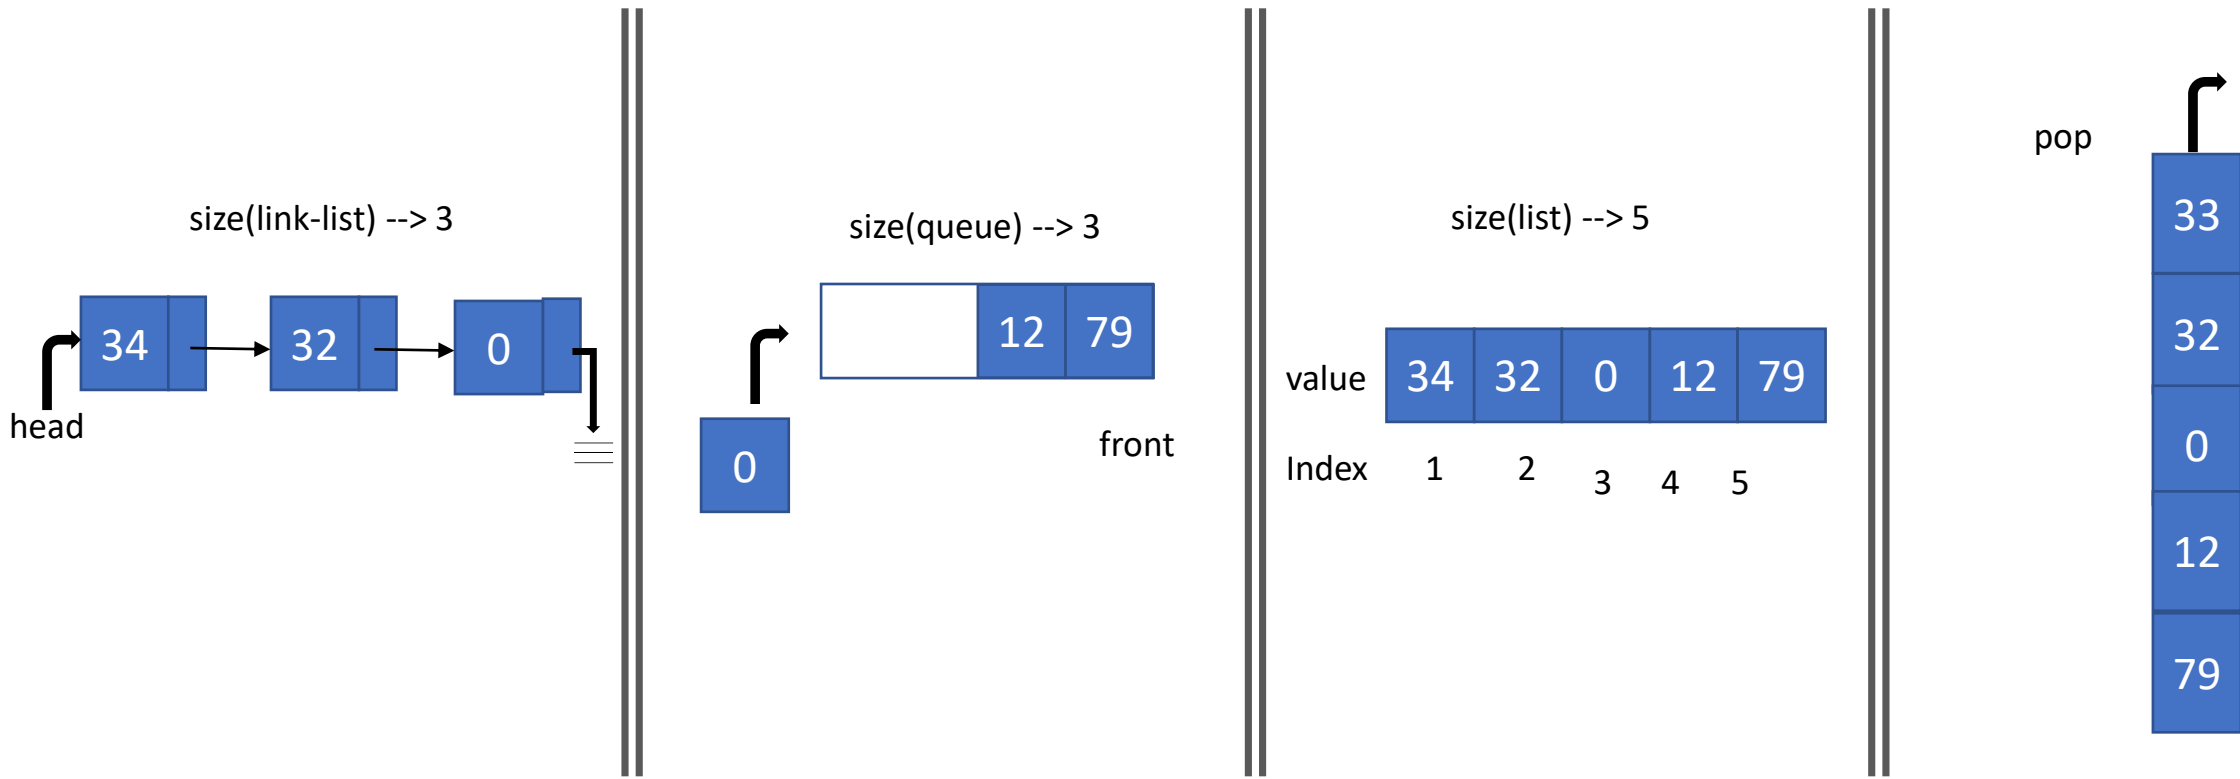 size(link-list) --> 3
34 32 0
head
size(queue) --> 3
12 79
0
front
size(list) --> 5
value 34 32 0 12 79
Index 1 2 3 4 5
pop
33
32
0
12
79